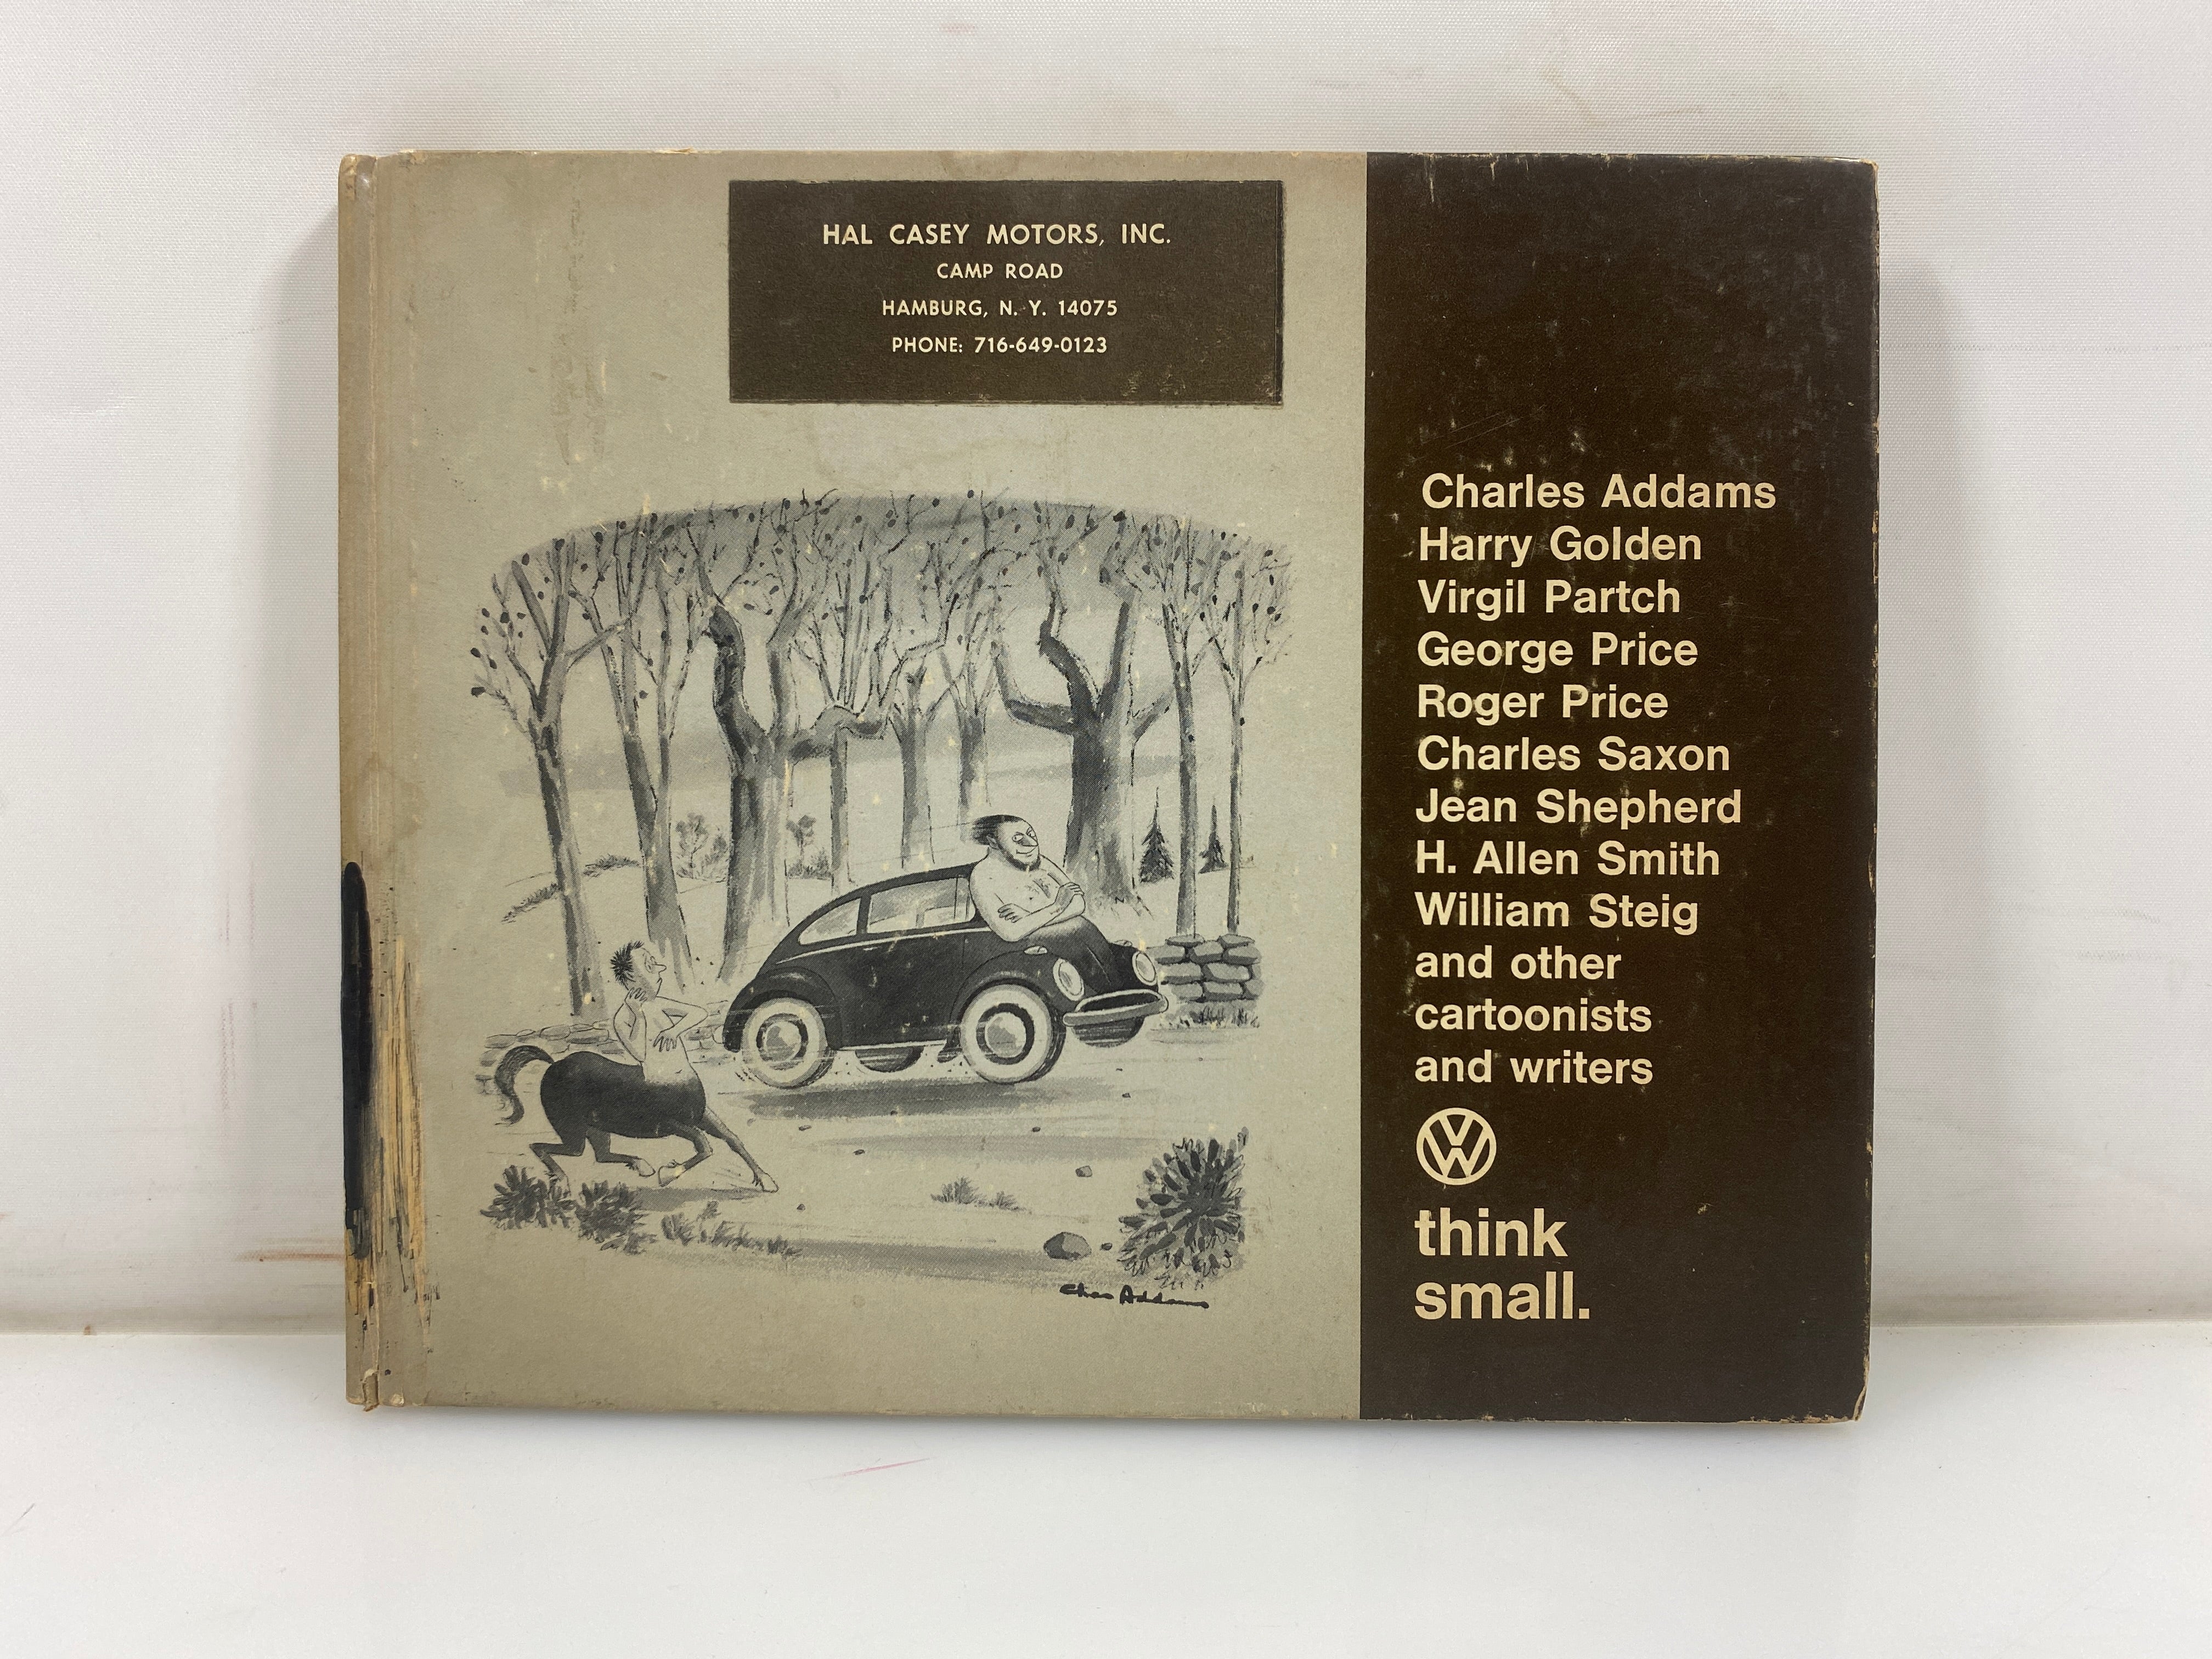 HAL CASEY MOTORS, INC.
CAMP ROAD
HAMBURG, N. Y. 14075
PHONE: 716-649-0123
Chas Addams
Charles Addams
Harry Golden
Virgil Partch
George Price
Roger Price
Charles Saxon
Jean Shepherd
H. Allen Smith
William Steig
and other
cartoonists
and writers
VW
think
small.